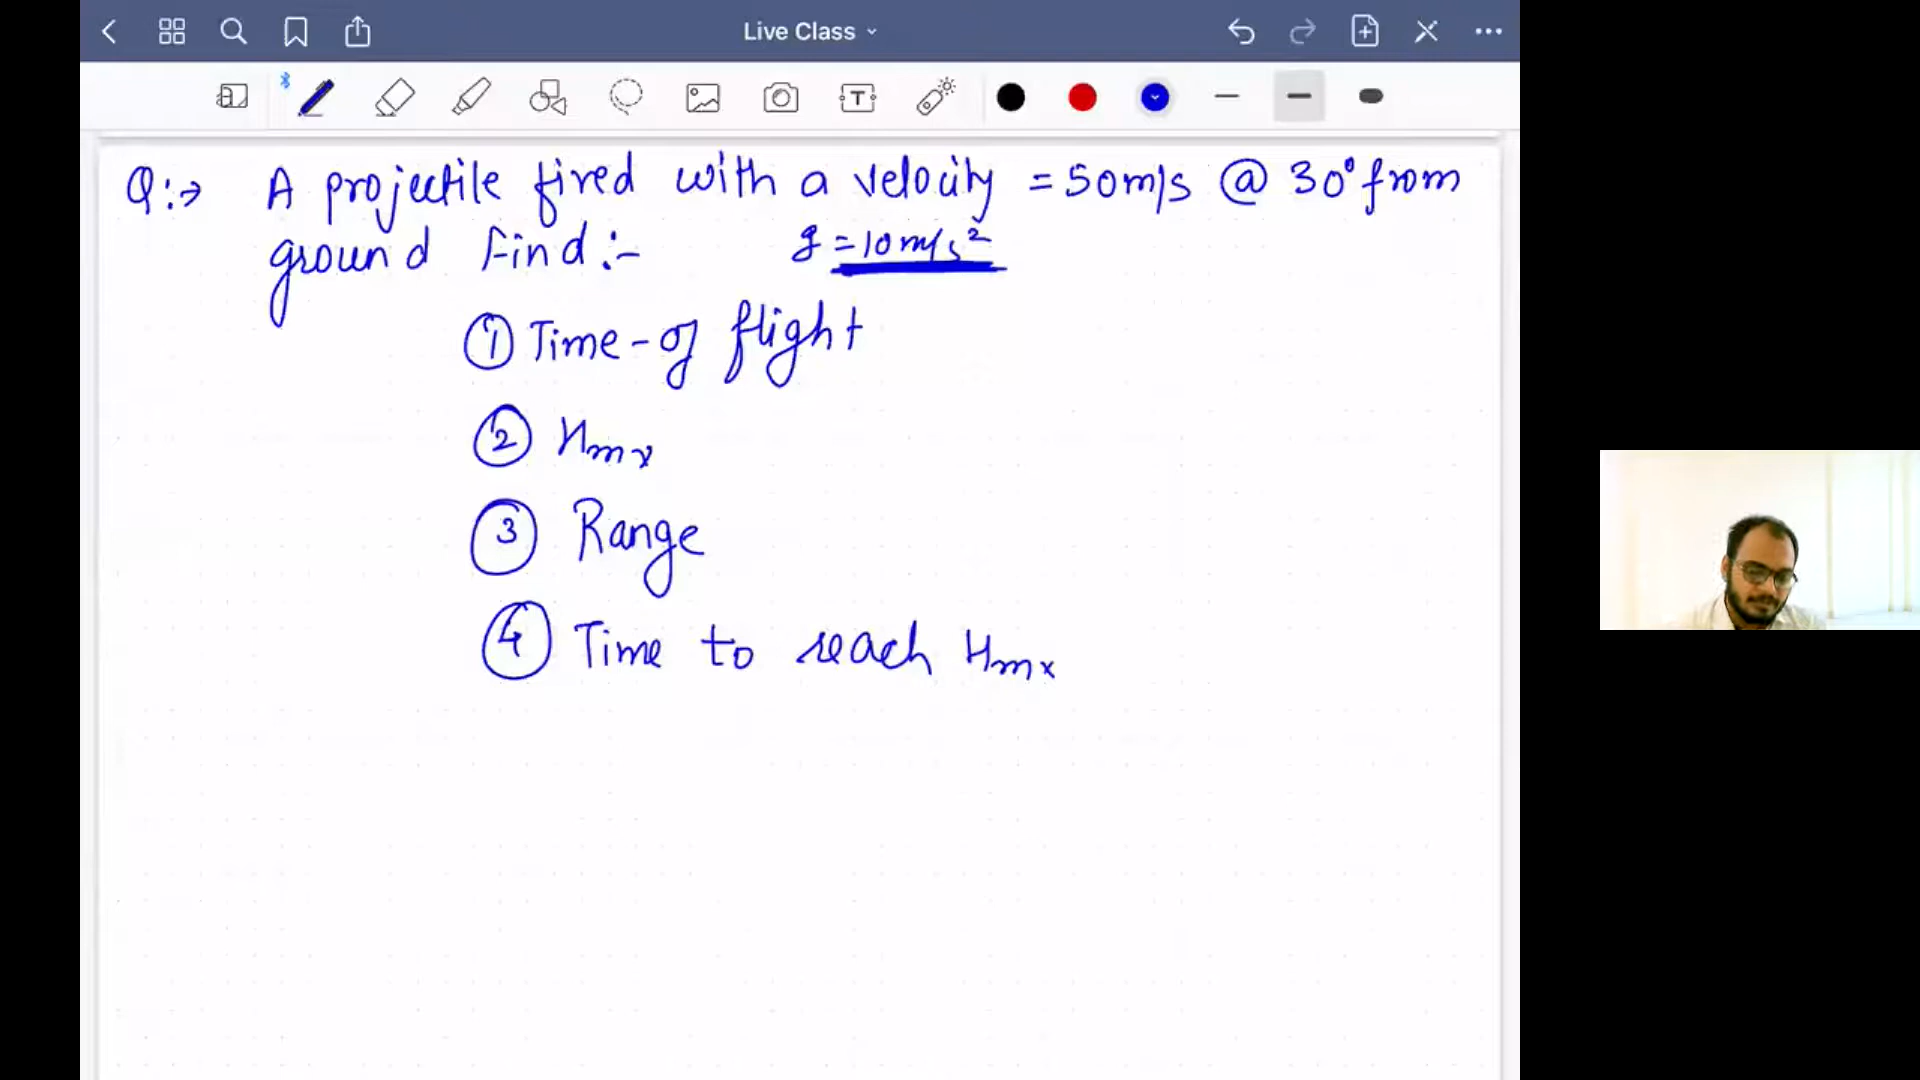 Live Class
Q:→ A projectile fired with a velocity = 50m/s @ 30° from
ground find:- g = 10m/s²
① Time-of flight
② Hmx
③ Range
④ Time to reach Hmx